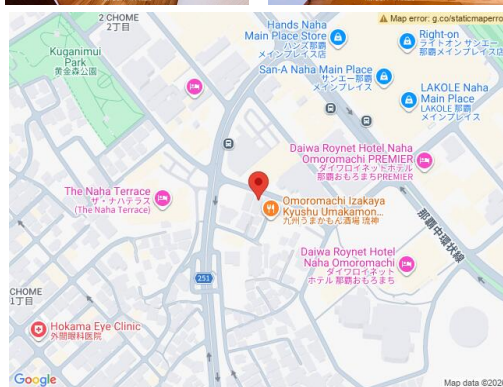 2 CHOME
2丁目
Kuganimui
Park
黄金森公園
Hands Naha
Main Place Store
ハンズ那覇
メインプレイス
⚠ Map error: g.co/staticmaperro
Right-on
ライトオン サンエー
那覇メインプレイス店
San-A Naha Main Place
サンエー那覇
メインプレイス
LAKOLE Naha
Main Place
LAKOLE 那覇
メインプレイス
Daiwa Roynet Hotel Naha
Omoromachi PREMIER
ダイワロイネットホテル
那覇おもろまちPREMIER
The Naha Terrace
ザ・ナハテラス
(The Naha Terrace)
Omoromachi Izakaya
Kyushu Umakamon...
九州うまかもん酒場 琉神
那覇中環状線
Daiwa Roynet Hotel
Naha Omoromachi
ダイワロイネット
ホテル 那覇おもろまち
251
CHOME
1丁目
Hokama Eye Clinic
外間眼科医院
Google
Map data ©202